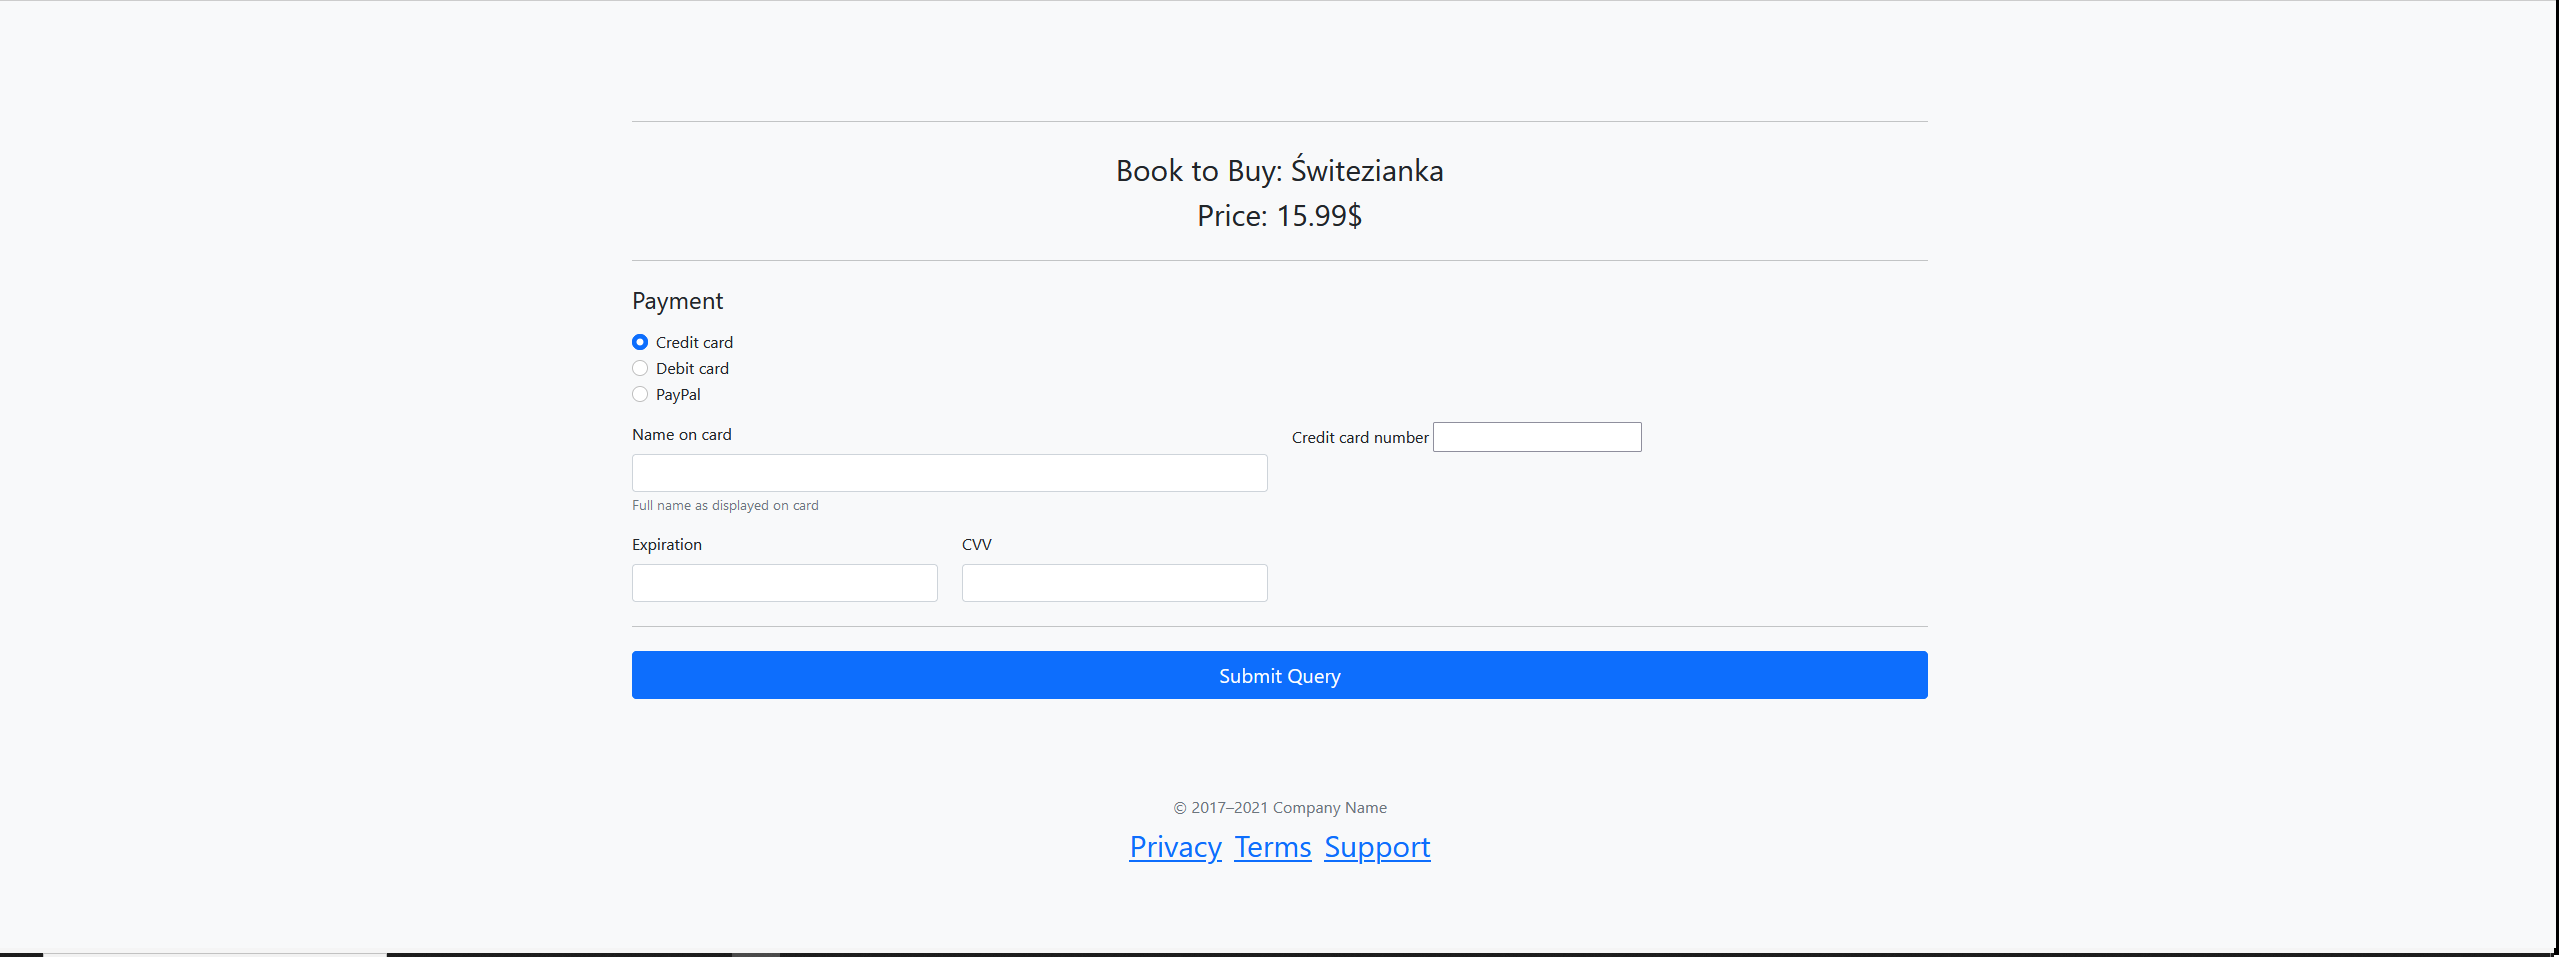 Book to Buy: Świtezianka
Price: 15.99$
Payment
Credit card
Debit card
PayPal
Name on card
Credit card number
Full name as displayed on card
Expiration
CVV
Submit Query
© 2017–2021 Company Name
Privacy Terms Support